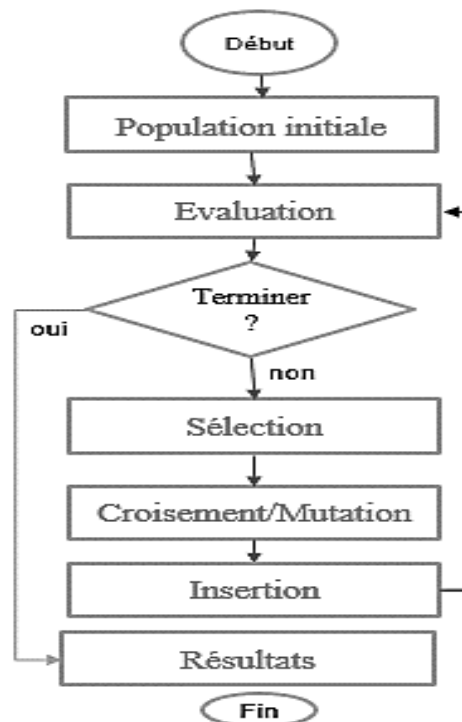 Début
Population initiale
Evaluation
Terminer
?
oui
non
Sélection
Croisement/Mutation
Insertion
Résultats
Fin